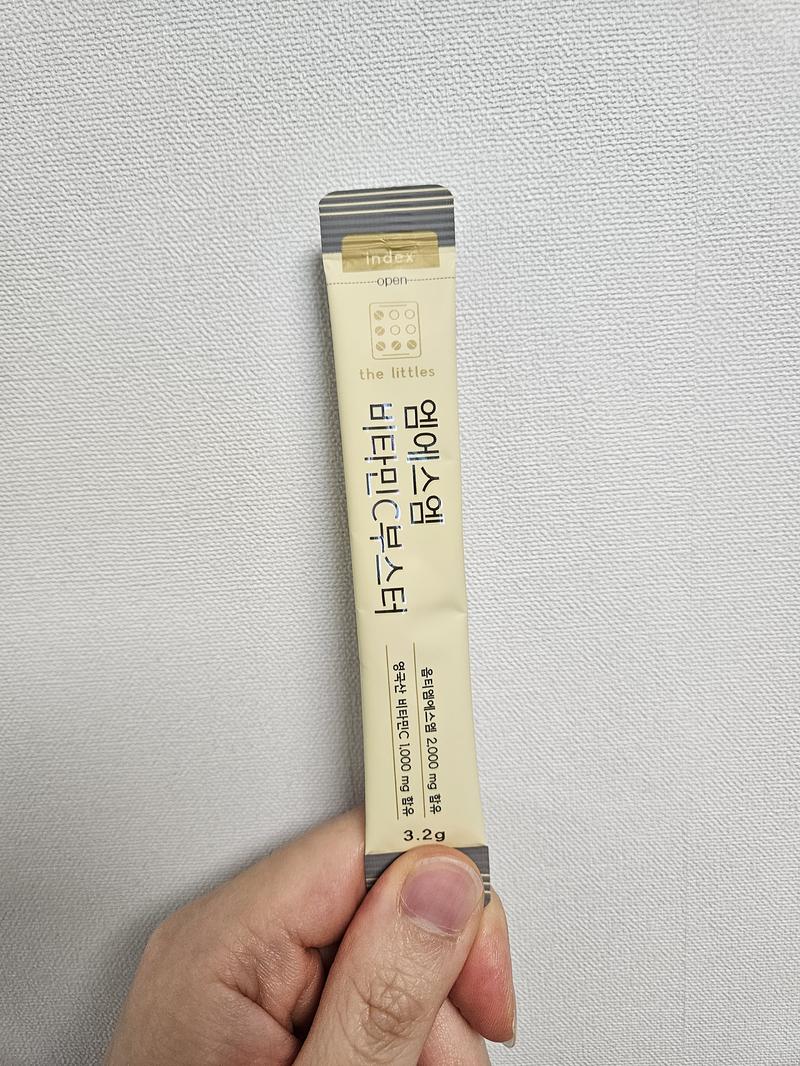 index
open
the littles
엠에스엠
비타민C부스터
옵티엠에스엠 2,000 mg 함유
영국산 비타민C 1,000 mg 함유
3.2g